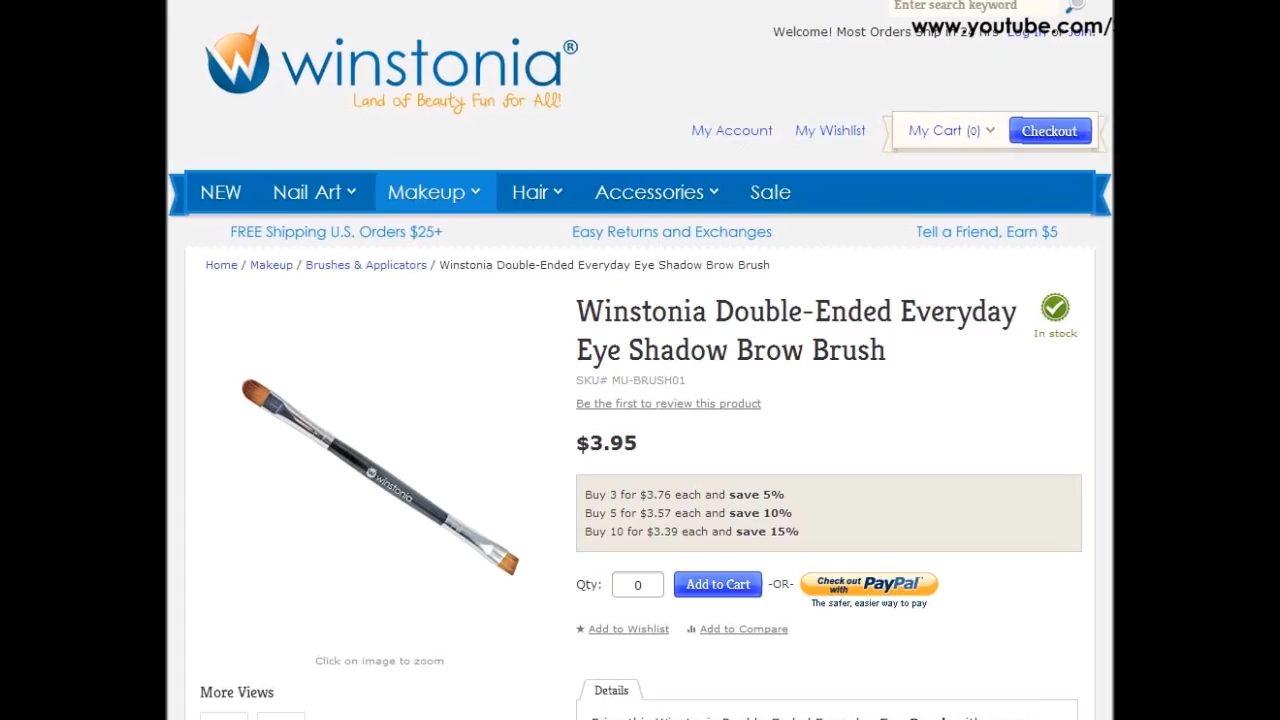 Enter search keyword
www.youtube.com/
Welcome! Most Orders Ship in 24 hrs Log In or Join!
winstonia®
Land of Beauty Fun for All!
My Account My Wishlist My Cart (0) Checkout
NEW Nail Art Makeup Hair Accessories Sale
FREE Shipping U.S. Orders $25+ Easy Returns and Exchanges Tell a Friend, Earn $5
Home / Makeup / Brushes & Applicators / Winstonia Double-Ended Everyday Eye Shadow Brow Brush
Winstonia Double-Ended Everyday
Eye Shadow Brow Brush
In stock
SKU# MU-BRUSH01
Be the first to review this product
$3.95
winstonia
Buy 3 for $3.76 each and save 5%
Buy 5 for $3.57 each and save 10%
Buy 10 for $3.39 each and save 15%
Qty: 0 Add to Cart -OR- Check out with PayPal
The safer, easier way to pay
Add to Wishlist Add to Compare
Click on image to zoom
More Views
Details